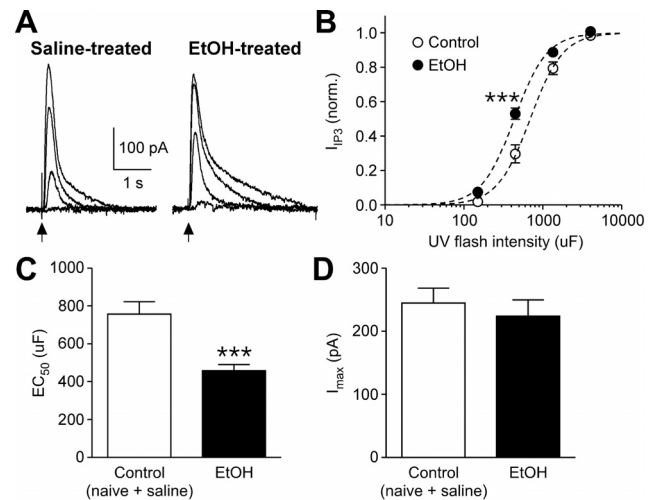 A
Saline-treated
EtOH-treated
100 pA
1 s
B
I_IP3 (norm.)
1.0
0.8
0.6
0.4
0.2
0.0
Control
EtOH
***
10
100
1000
10000
UV flash intensity (uF)
C
EC50 (uF)
800
600
400
200
0
***
Control
(naive + saline)
EtOH
D
Imax (pA)
300
200
100
0
Control
(naive + saline)
EtOH